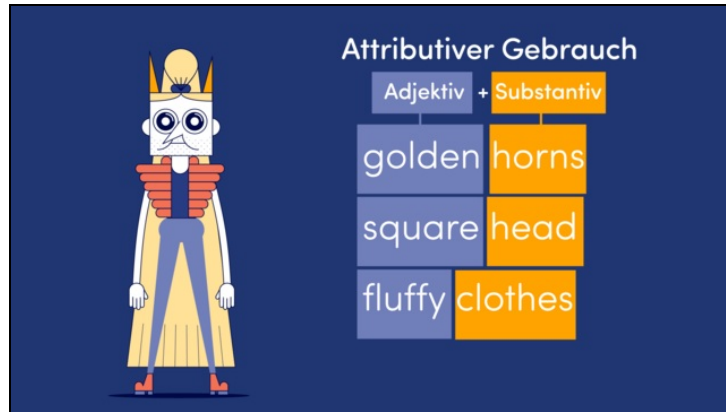 Attributiver Gebrauch
Adjektiv + Substantiv
golden horns
square head
fluffy clothes